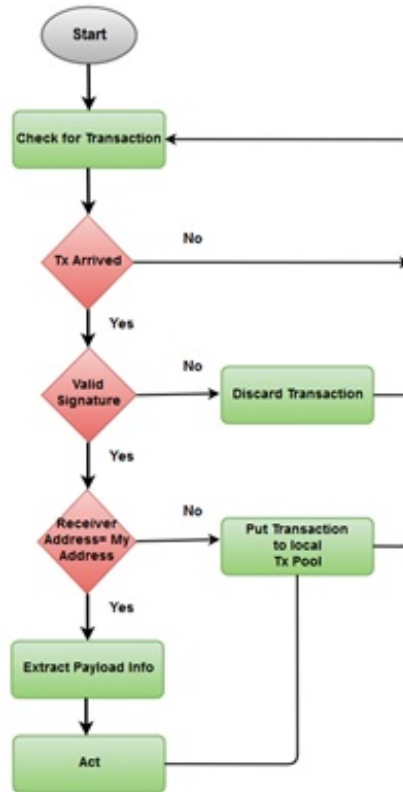 Start
Check for Transaction
No
Tx Arrived
Yes
No
Valid
Signature
Discard Transaction
Yes
No
Receiver
Address= My
Address
Put Transaction
to local
Tx Pool
Yes
Extract Payload Info
Act